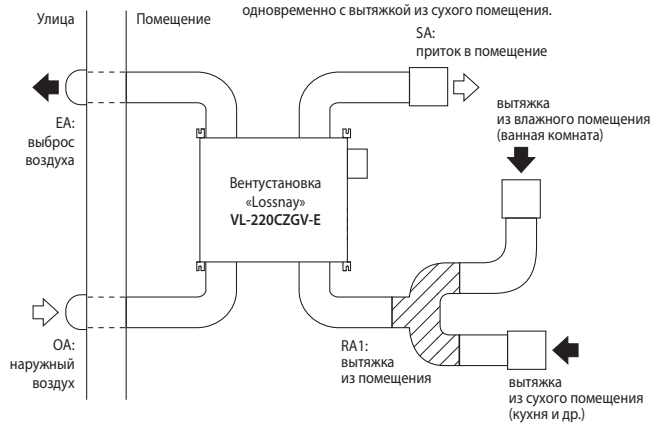 одновременно с вытяжкой из сухого помещения.
Улица
Помещение
SA:
приток в помещение
EA:
выброс
воздуха
вытяжка
из влажного помещения
(ванная комната)
Вентустановка
«Lossnay»
VL-220CZGV-E
OA:
наружный
воздух
RA1:
вытяжка
из помещения
вытяжка
из сухого помещения
(кухня и др.)